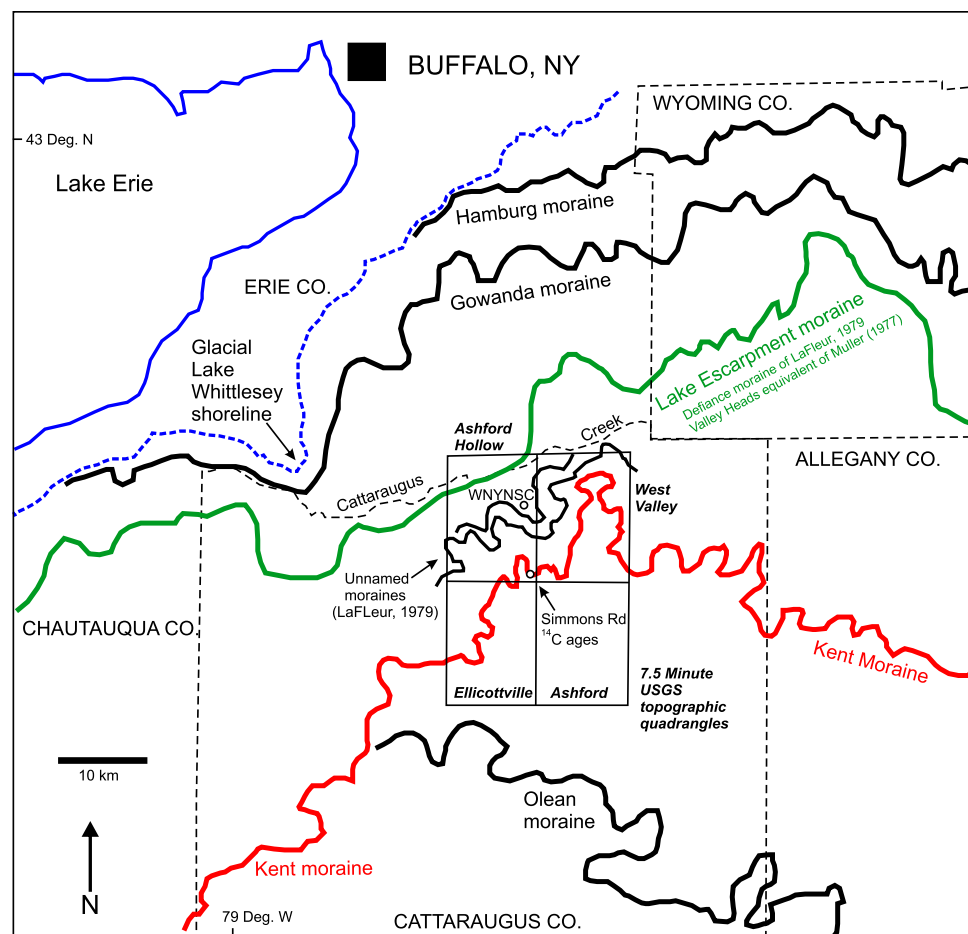 BUFFALO, NY
WYOMING CO.
43 Deg. N
Lake Erie
Hamburg moraine
ERIE CO.
Gowanda moraine
Glacial
Lake
Whittlesey
shoreline
Lake Escarpment moraine
Defiance moraine of LaFleur, 1979
Valley Heads equivalent of Muller (1977)
Ashford
Hollow
Cattaraugus
Creek
ALLEGANY CO.
WNYNSC
West
Valley
Unnamed
moraines
(LaFLeur, 1979)
Simmons Rd
14C ages
CHAUTAUQUA CO.
Kent Moraine
Ellicottville
Ashford
7.5 Minute
USGS
topographic
quadrangles
10 km
Olean
moraine
Kent moraine
N
79 Deg. W
CATTARAUGUS CO.